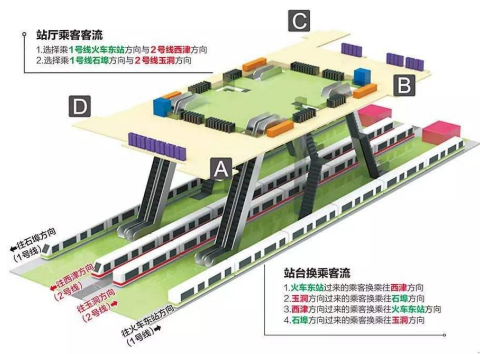 站厅乘客客流
1.选择乘1号线火车东站方向与2号线西津方向
2.选择乘1号线石埠方向与2号线玉洞方向
C
B
D
A
往石埠方向
(1号线)
往西津方向
(2号线)
往玉洞方向
(2号线)
往火车东站方向
(1号线)
站台换乘客流
1.火车东站过来的乘客换乘往西津方向
2.玉洞方向过来的乘客换乘往石埠方向
3.西津方向过来的乘客换乘往火车东站方向
4.石埠方向过来的乘客换乘往玉洞方向